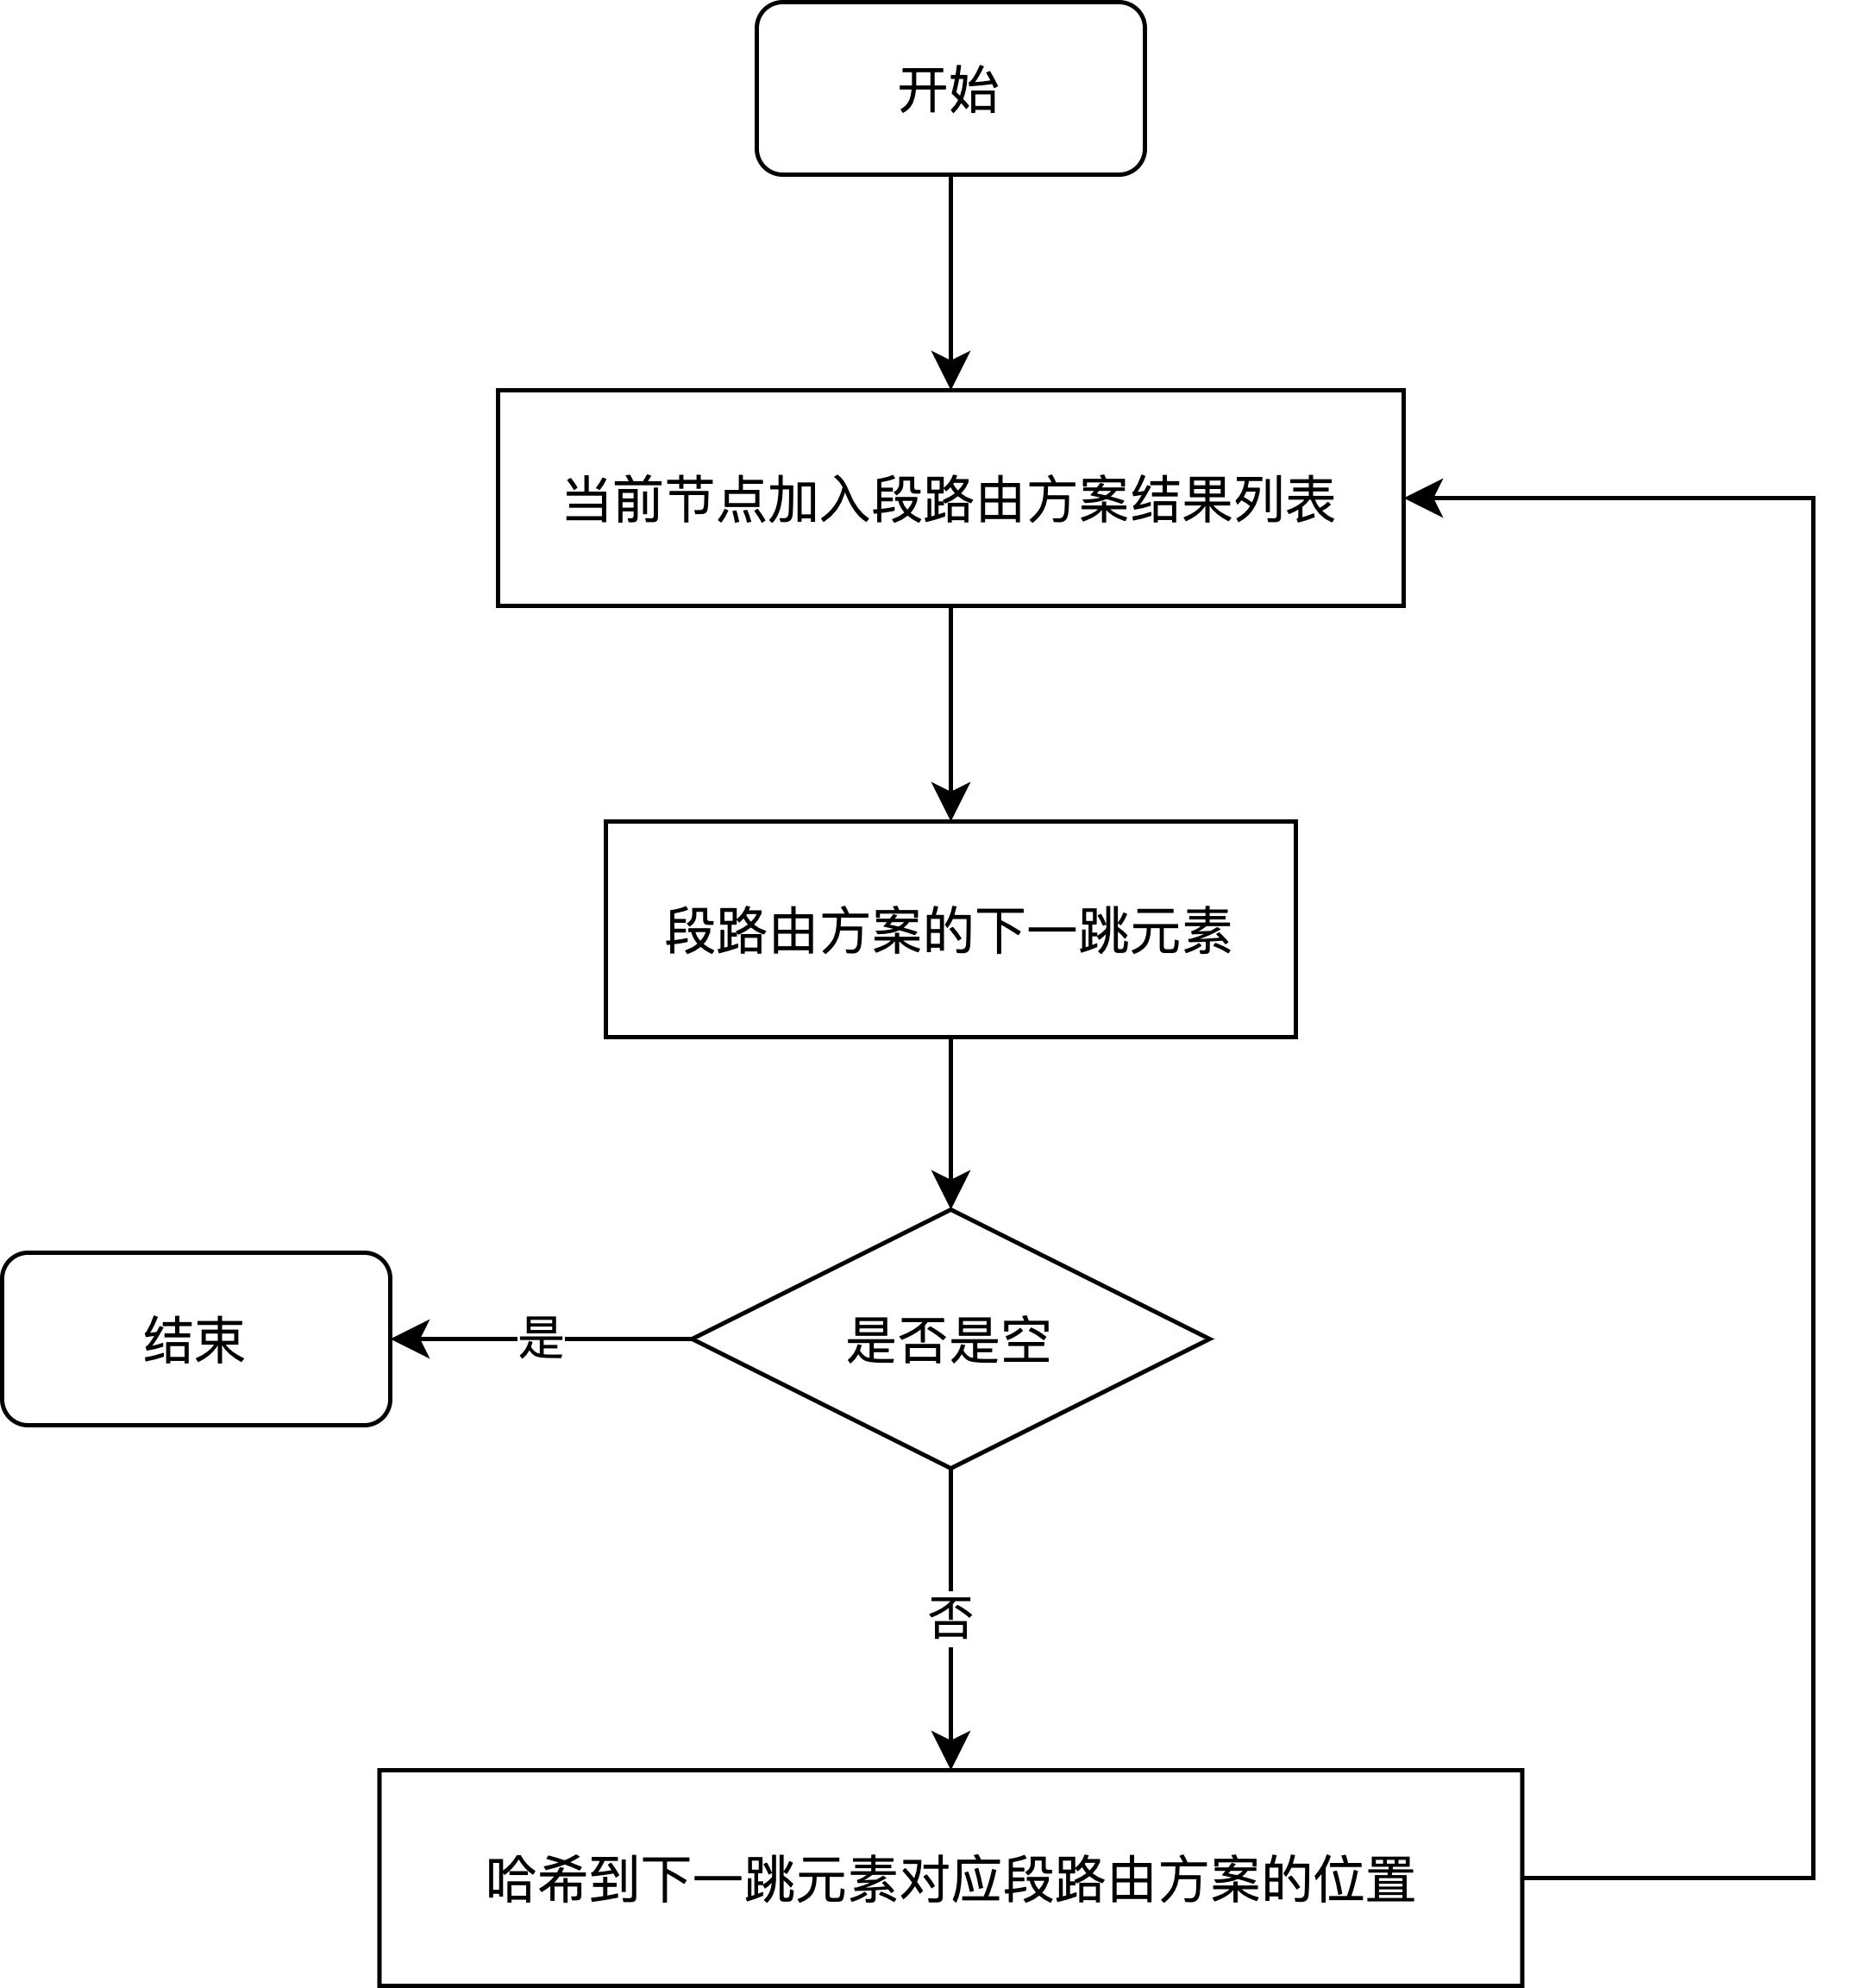 开始
当前节点加入段路由方案结果列表
段路由方案的下一跳元素
是否是空
是
结束
否
哈希到下一跳元素对应段路由方案的位置